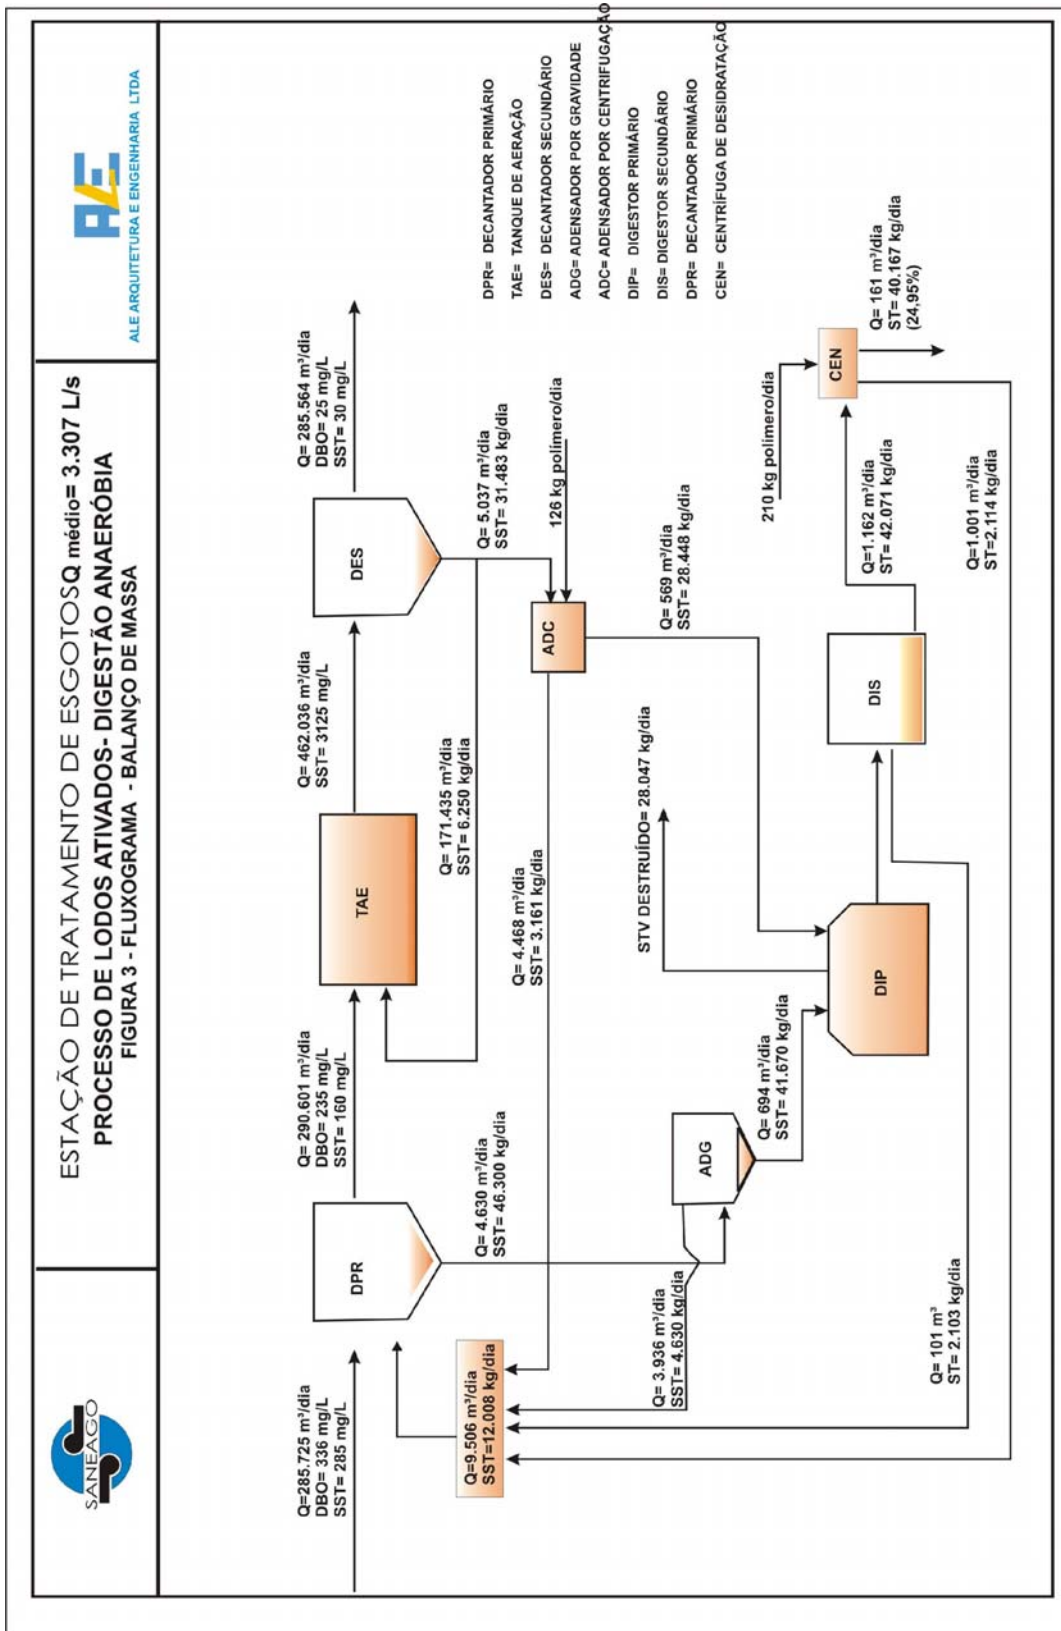 SANEAGO
ESTAÇÃO DE TRATAMENTO DE ESGOTOSQ médio= 3.307 L/s
PROCESSO DE LODOS ATIVADOS- DIGESTÃO ANAERÓBIA
FIGURA 3 - FLUXOGRAMA - BALANÇO DE MASSA
ALE
ALE ARQUITETURA E ENGENHARIA LTDA
Q=285.725 m³/dia
DBO= 336 mg/L
SST= 285 mg/L
DPR
Q= 290.601 m³/dia
DBO= 235 mg/L
SST= 160 mg/L
TAE
Q= 462.036 m³/dia
SST= 3125 mg/L
DES
Q= 285.564 m³/dia
DBO= 25 mg/L
SST= 30 mg/L
Q=9.506 m³/dia
SST=12.008 kg/dia
Q= 4.630 m³/dia
SST= 46.300 kg/dia
Q= 171.435 m³/dia
SST= 6.250 kg/dia
Q= 5.037 m³/dia
SST= 31.483 kg/dia
126 kg polimero/dia
ADC
Q= 4.468 m³/dia
SST= 3.161 kg/dia
Q= 569 m³/dia
SST= 28.448 kg/dia
STV DESTRUÍDO= 28.047 kg/dia
Q= 3.936 m³/dia
SST= 4.630 kg/dia
ADG
Q= 694 m³/dia
SST= 41.670 kg/dia
DIP
DIS
Q=1.162 m³/dia
ST= 42.071 kg/dia
210 kg polimero/dia
CEN
Q= 161 m³/dia
ST= 40.167 kg/dia
(24,95%)
Q= 101 m³
ST= 2.103 kg/dia
Q=1.001 m³/dia
ST=2.114 kg/dia
DPR= DECANTADOR PRIMÁRIO
TAE= TANQUE DE AERAÇÃO
DES= DECANTADOR SECUNDÁRIO
ADG= ADENSADOR POR GRAVIDADE
ADC= ADENSADOR POR CENTRIFUGAÇÃO
DIP= DIGESTOR PRIMÁRIO
DIS= DIGESTOR SECUNDÁRIO
DPR= DECANTADOR PRIMÁRIO
CEN= CENTRÍFUGA DE DESIDRATAÇÃO